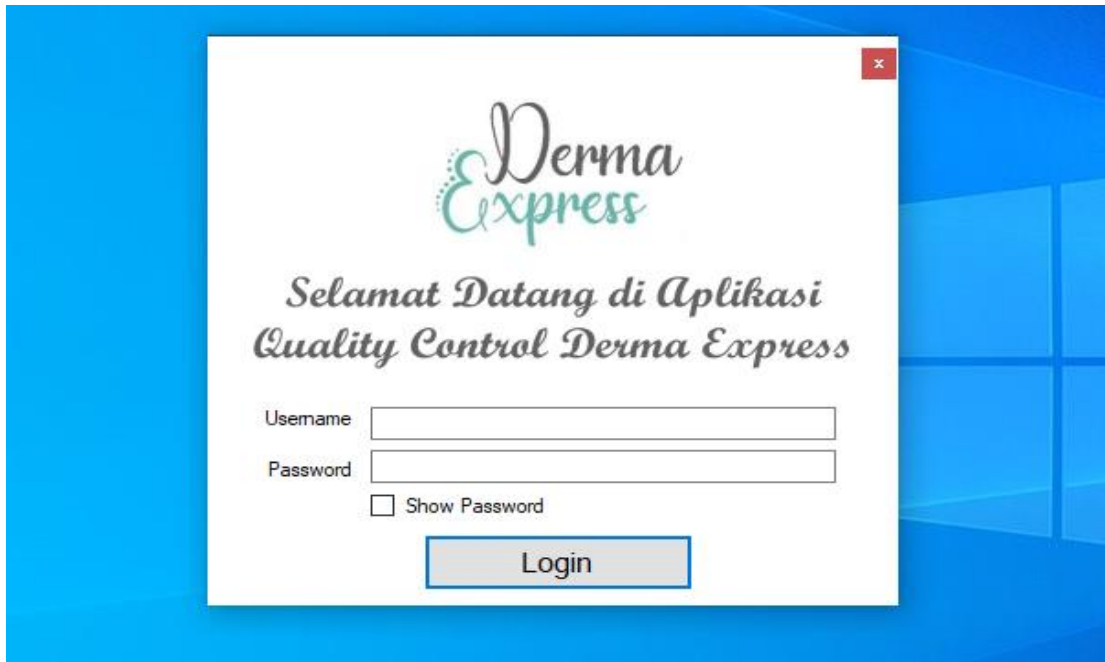 x
Derma
Express
Selamat Datang di Aplikasi
Quality Control Derma Express
Username
Password
Show Password
Login